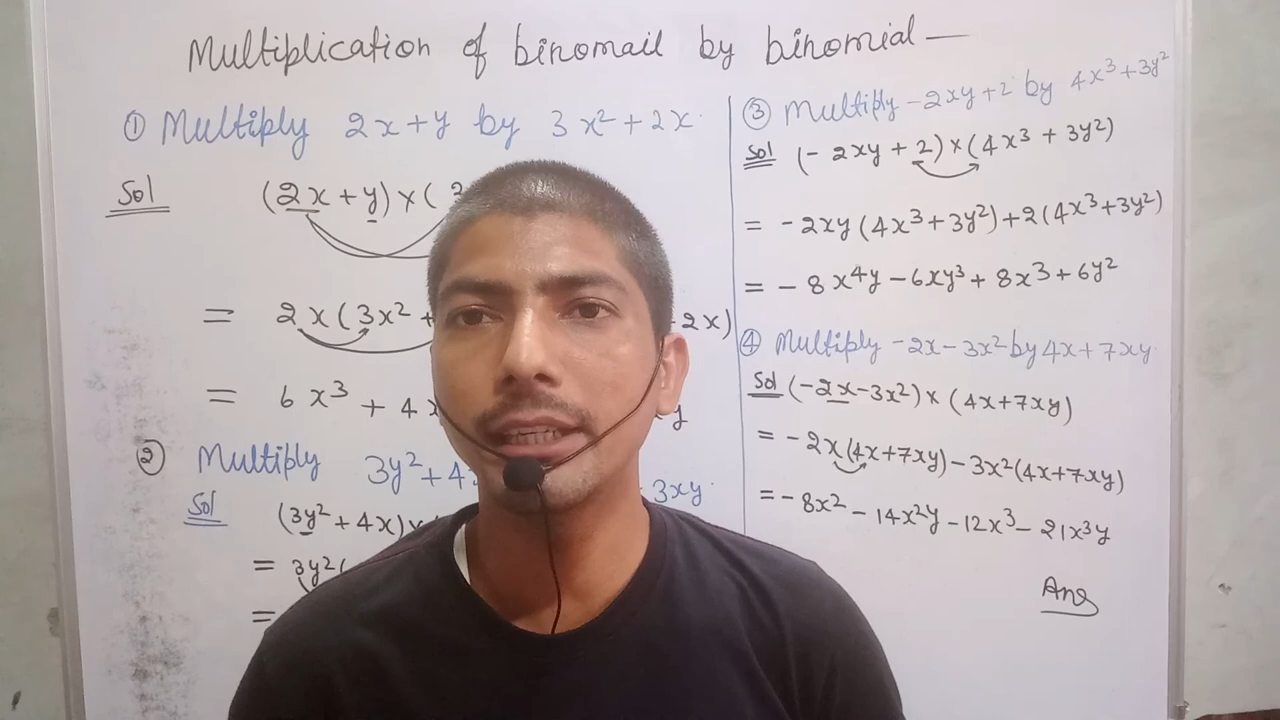 Multiplication of binomail by binomial —
① Multiply 2x+y by 3x²+2x.
Sol (2x+y)×(
= 2x(3x²+ 2x)
= 6x³ + 4x y
② Multiply 3y²+4 3xy.
Sol (3y²+4x)×
= 3y²(
=
③ Multiply -2xy+2 by 4x³+3y²
Sol (-2xy+2)×(4x³+3y²)
= -2xy(4x³+3y²)+2(4x³+3y²)
= -8x⁴y-6xy³+8x³+6y²
④ Multiply -2x-3x² by 4x+7xy.
Sol (-2x-3x²)×(4x+7xy)
= -2x(4x+7xy)-3x²(4x+7xy)
= -8x²-14x²y-12x³-21x³y
Ans